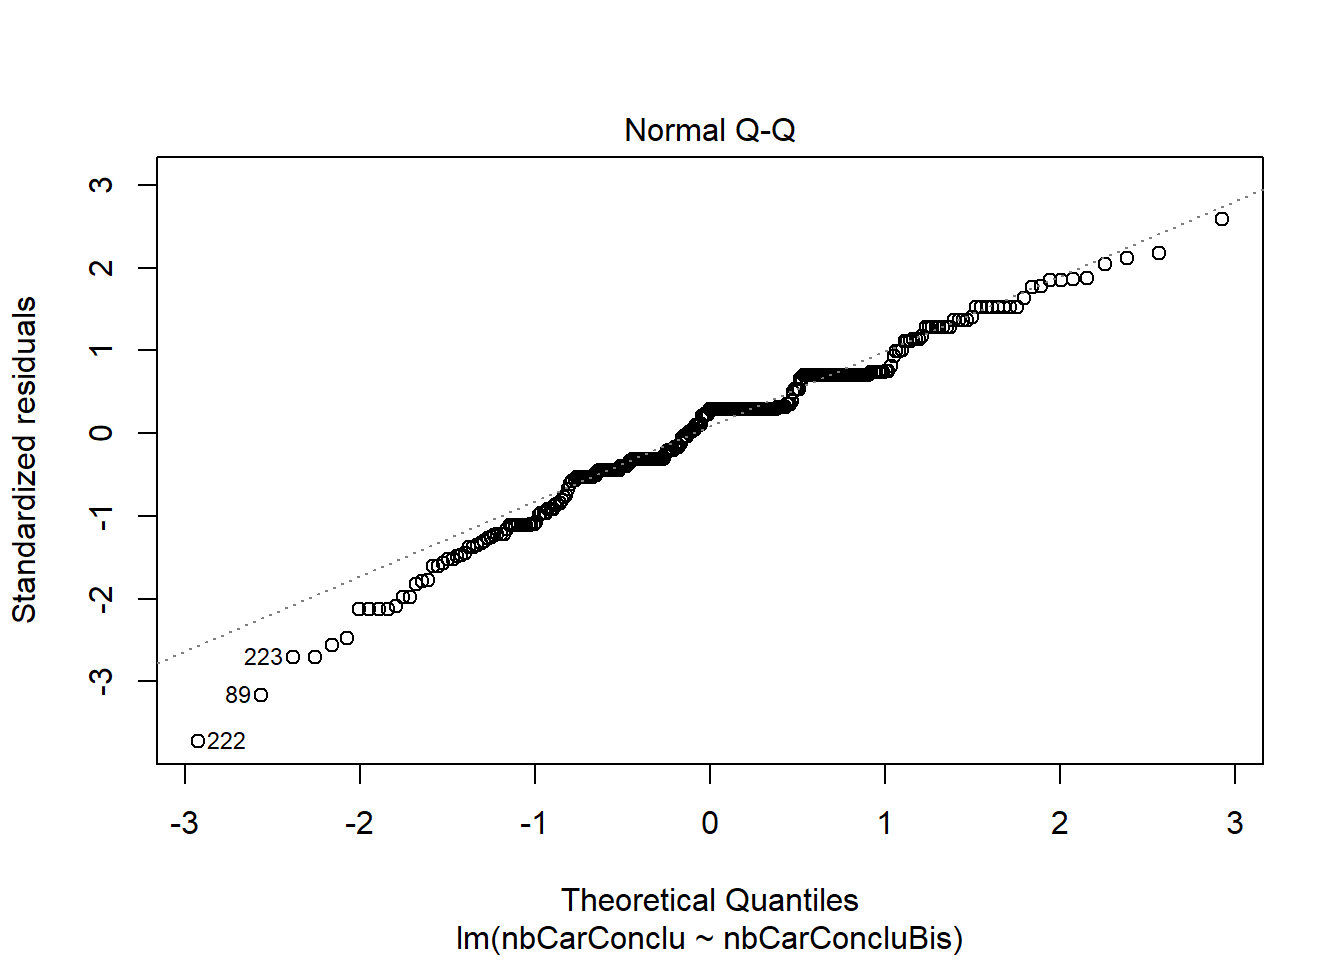 Normal Q-Q
Standardized residuals
3
2
1
0
-1
-2
-3
223
89
222
-3 -2 -1 0 1 2 3
Theoretical Quantiles
lm(nbCarConclu ~ nbCarConcluBis)